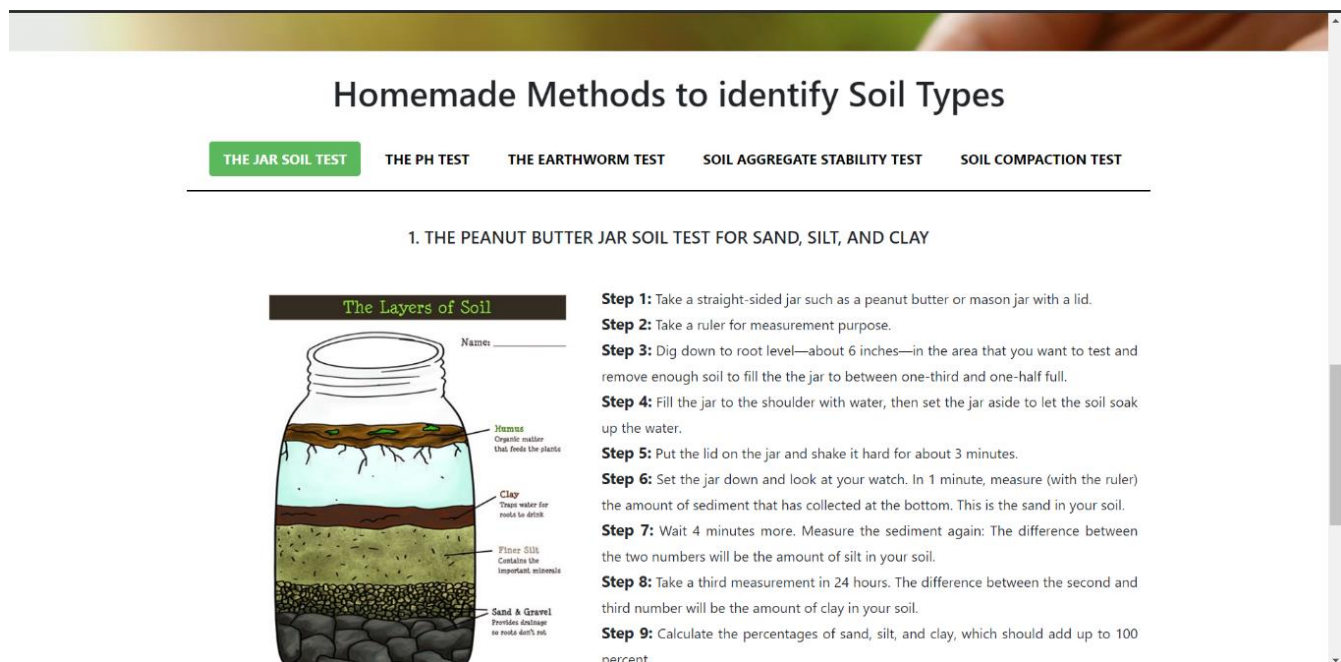 Homemade Methods to identify Soil Types
THE JAR SOIL TEST
THE PH TEST
THE EARTHWORM TEST
SOIL AGGREGATE STABILITY TEST
SOIL COMPACTION TEST
1. THE PEANUT BUTTER JAR SOIL TEST FOR SAND, SILT, AND CLAY
The Layers of Soil
Name: ___________
Humus
Organic matter
that feeds the plants
Clay
Traps water for
roots to drink
Finer Silt
Contains the
important minerals
Sand & Gravel
Provides drainage
so roots don't rot
Step 1: Take a straight-sided jar such as a peanut butter or mason jar with a lid.
Step 2: Take a ruler for measurement purpose.
Step 3: Dig down to root level—about 6 inches—in the area that you want to test and
remove enough soil to fill the the jar to between one-third and one-half full.
Step 4: Fill the jar to the shoulder with water, then set the jar aside to let the soil soak
up the water.
Step 5: Put the lid on the jar and shake it hard for about 3 minutes.
Step 6: Set the jar down and look at your watch. In 1 minute, measure (with the ruler)
the amount of sediment that has collected at the bottom. This is the sand in your soil.
Step 7: Wait 4 minutes more. Measure the sediment again: The difference between
the two numbers will be the amount of silt in your soil.
Step 8: Take a third measurement in 24 hours. The difference between the second and
third number will be the amount of clay in your soil.
Step 9: Calculate the percentages of sand, silt, and clay, which should add up to 100
percent